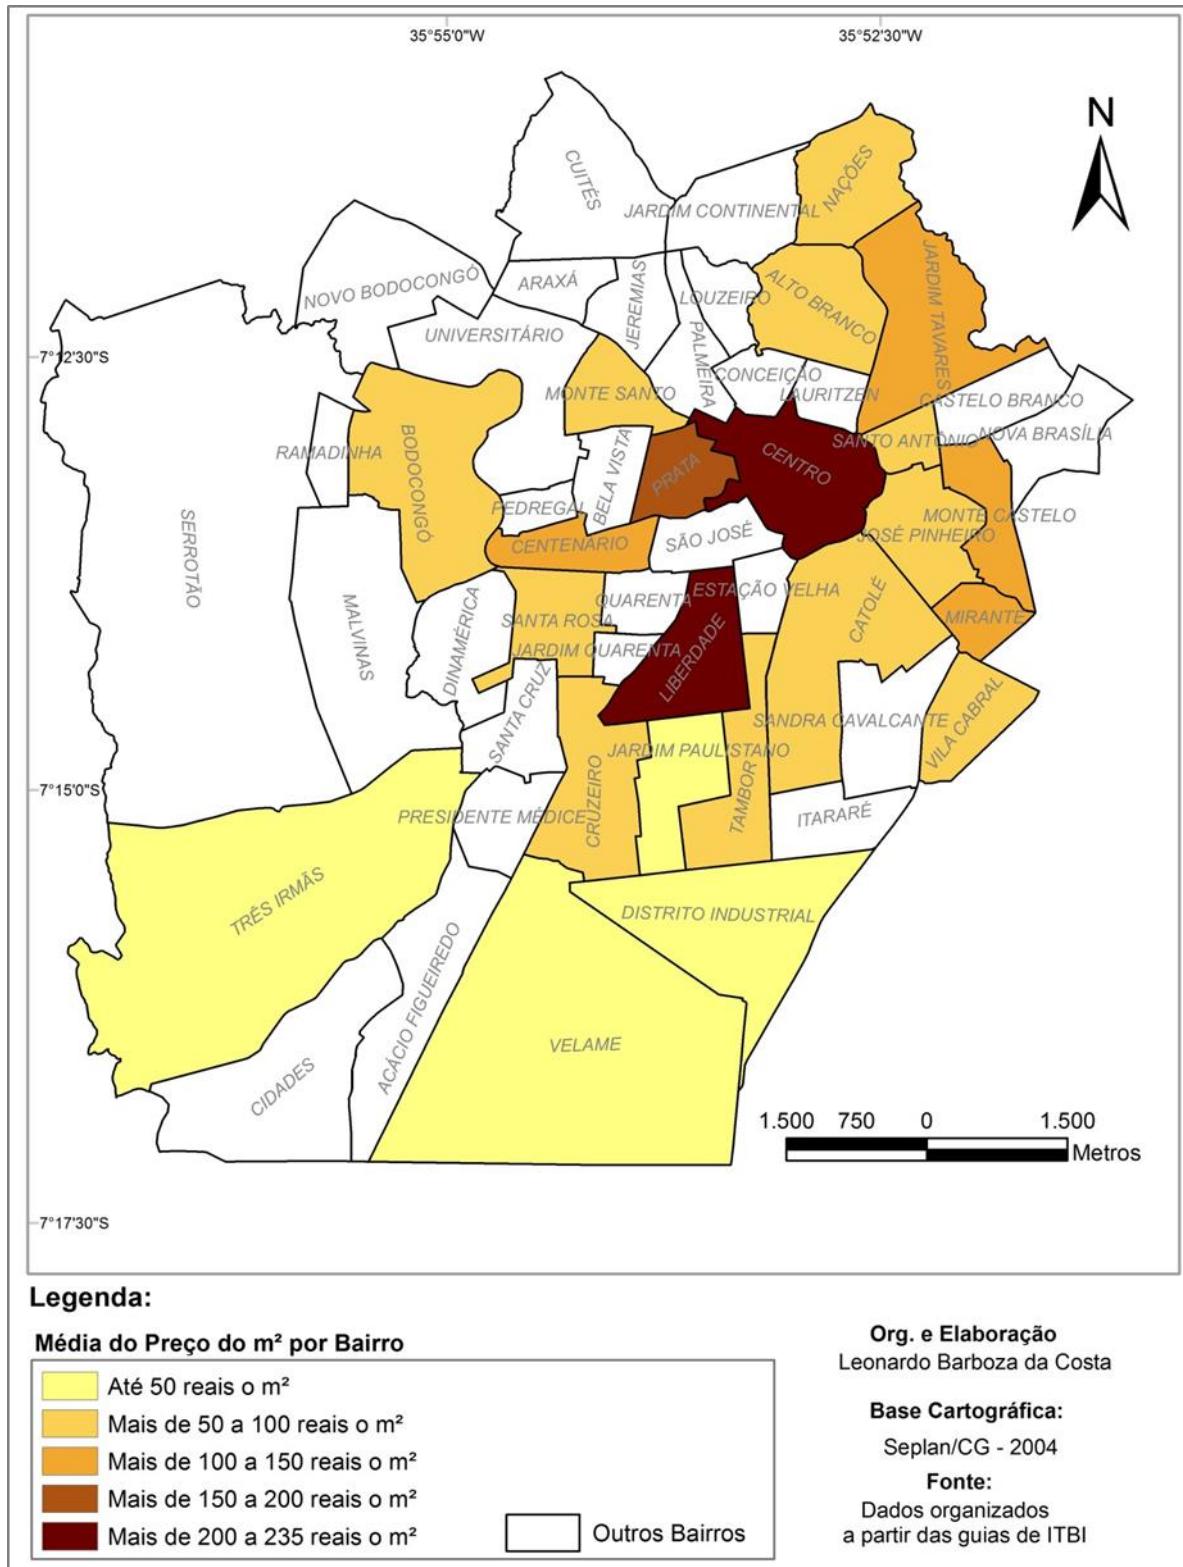 35°55'0"W
35°52'30"W
N
CUITÉS
NAÇÕES
JARDIM CONTINENTAL
NOVO BODOCONGÓ
ARAXÁ
JEREMIAS
LOUZEIRO
ALTO BRANCO
JARDIM TAVARES
UNIVERSITÁRIO
PALMEIRA
7°12'30"S
CONCEIÇÃO
LAURITZEN
MONTE SANTO
CASTELO BRANCO
NOVA BRASÍLIA
SANTO ANTÔNIO
RAMADINHA
BODOCONGÓ
BELA VISTA
PRATA
CENTRO
PEDREGAL
MONTE CASTELO
JOSÉ PINHEIRO
SERROTÃO
CENTENÁRIO
SÃO JOSÉ
ESTAÇÃO VELHA
QUARENTA
CATOLÉ
MIRANTE
MALVINAS
DINAMÉRICA
SANTA ROSA
JARDIM QUARENTA
LIBERDADE
SANTA CRUZ
SANDRA CAVALCANTE
VILA CABRAL
JARDIM PAULISTANO
7°15'0"S
PRESIDENTE MÉDICE
CRUZEIRO
TAMBOR
ITARARÉ
TRÊS IRMÃS
DISTRITO INDUSTRIAL
ACÁCIO FIGUEIREDO
VELAME
CIDADES
1.500 750 0 1.500
Metros
7°17'30"S
Legenda:
Média do Preço do m² por Bairro
Até 50 reais o m²
Mais de 50 a 100 reais o m²
Mais de 100 a 150 reais o m²
Mais de 150 a 200 reais o m²
Mais de 200 a 235 reais o m²
Outros Bairros
Org. e Elaboração
Leonardo Barboza da Costa
Base Cartográfica:
Seplan/CG - 2004
Fonte:
Dados organizados
a partir das guias de ITBI